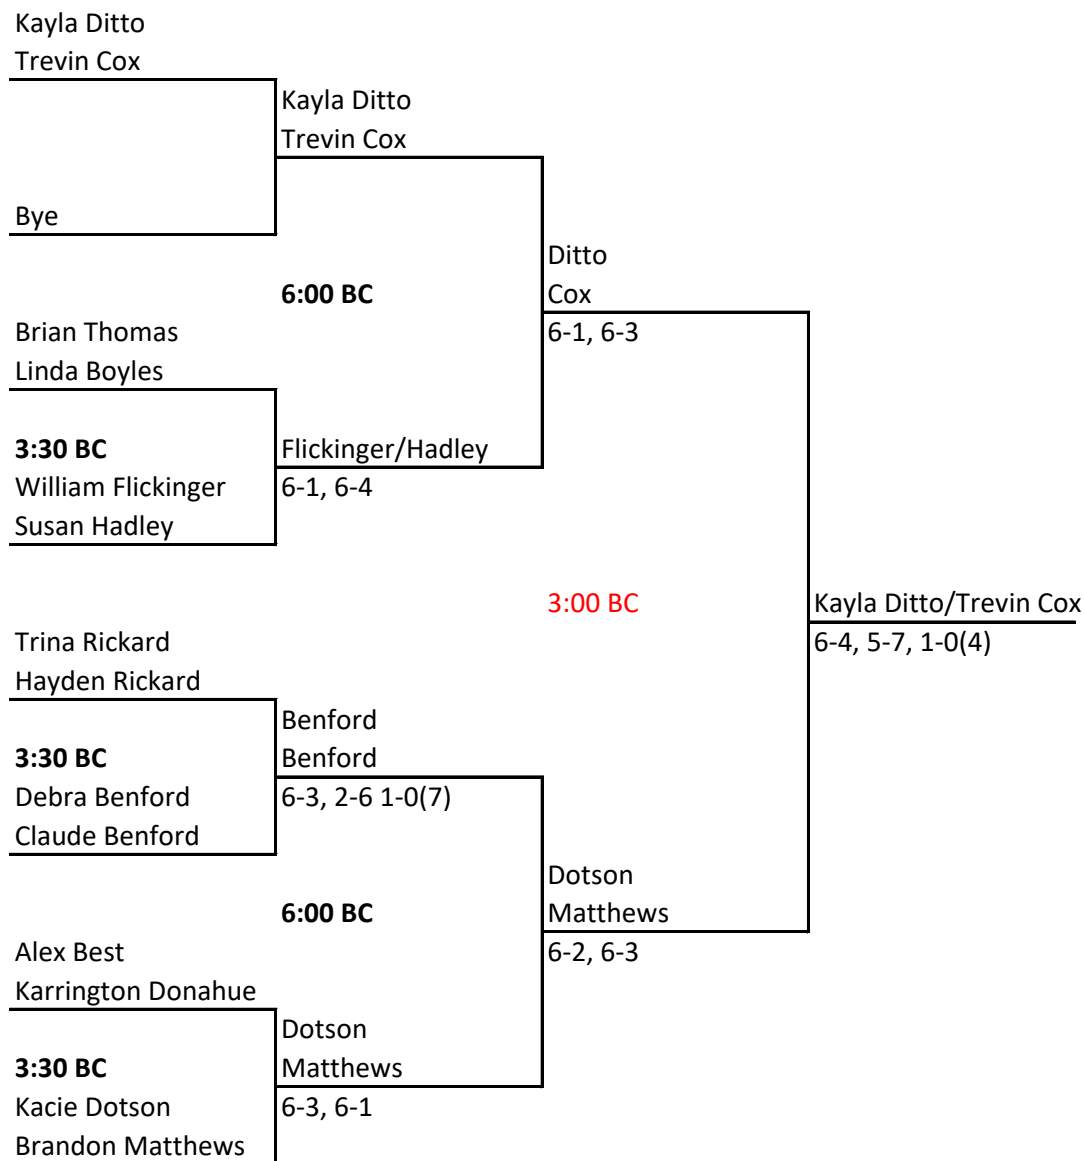 Kayla Ditto
Trevin Cox
Kayla Ditto
Trevin Cox
Bye
Ditto
6:00 BC
Cox
Brian Thomas
6-1, 6-3
Linda Boyles
3:30 BC
Flickinger/Hadley
William Flickinger
6-1, 6-4
Susan Hadley
3:00 BC
Kayla Ditto/Trevin Cox
Trina Rickard
6-4, 5-7, 1-0(4)
Hayden Rickard
Benford
3:30 BC
Benford
Debra Benford
6-3, 2-6 1-0(7)
Claude Benford
Dotson
6:00 BC
Matthews
Alex Best
6-2, 6-3
Karrington Donahue
Dotson
3:30 BC
Matthews
Kacie Dotson
6-3, 6-1
Brandon Matthews